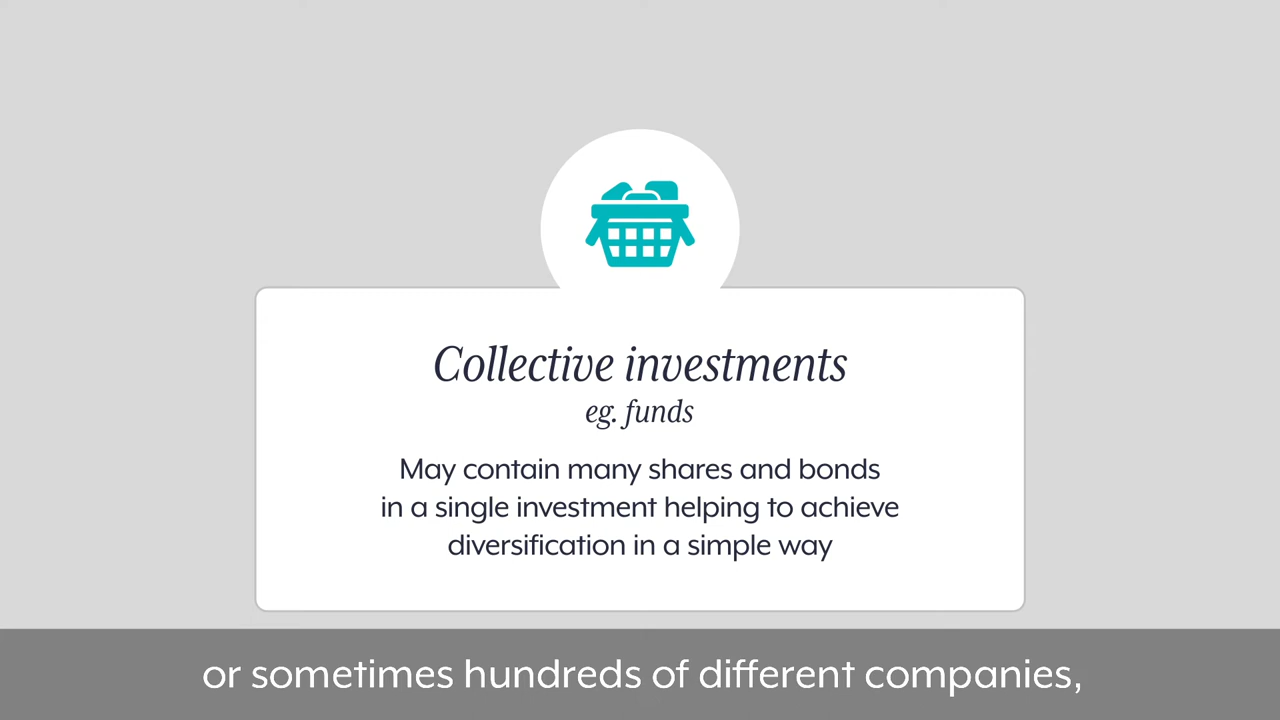 Collective investments
eg. funds
May contain many shares and bonds
in a single investment helping to achieve
diversification in a simple way
or sometimes hundreds of different companies,